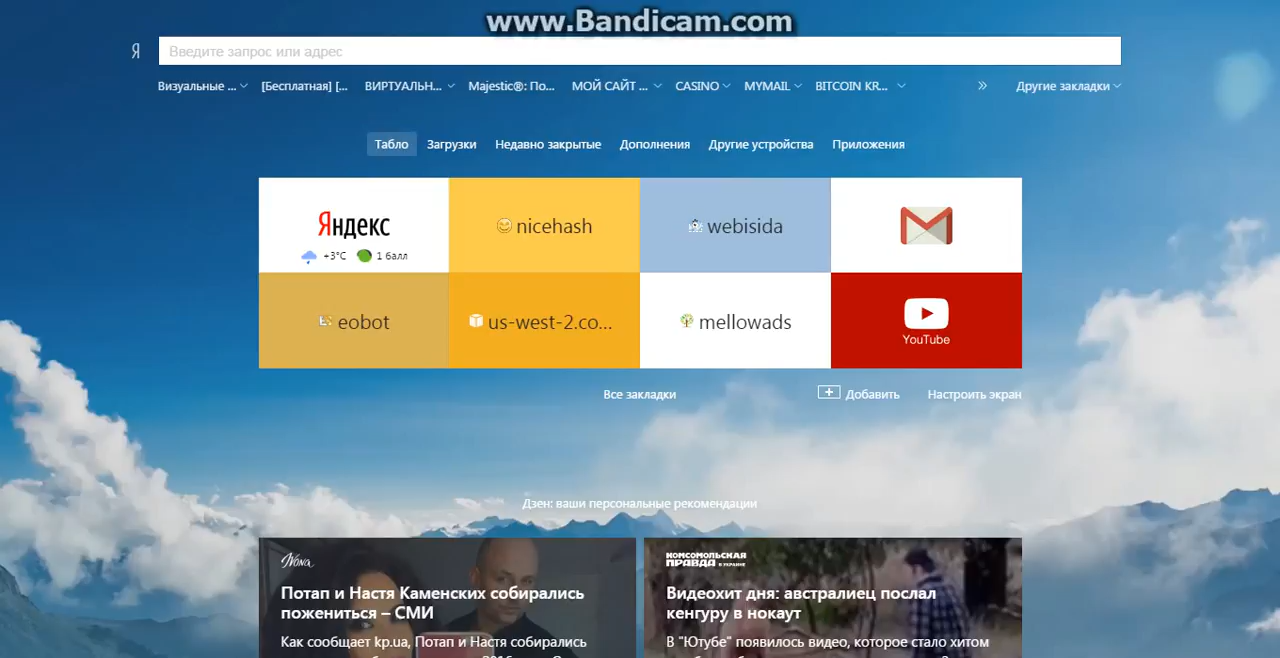 www.Bandicam.com
Я Введите запрос или адрес
Визуальные ... [Бесплатная] [... ВИРТУАЛЬН... Majestic®: По... МОЙ САЙТ ... CASINO MYMAIL BITCOIN KR... » Другие закладки
Табло Загрузки Недавно закрытые Дополнения Другие устройства Приложения
Яндекс
+3°C 1 балл
nicehash
webisida
eobot
us-west-2.co...
mellowads
YouTube
Все закладки Добавить Настроить экран
Дзен: ваши персональные рекомендации
Wona
Потап и Настя Каменских собирались
пожениться – СМИ
Как сообщает kp.ua, Потап и Настя собирались
КОМСОМОЛЬСКАЯ
ПРАВДА В УКРАИНЕ
Видеохит дня: австралиец послал
кенгуру в нокаут
В "Ютубе" появилось видео, которое стало хитом